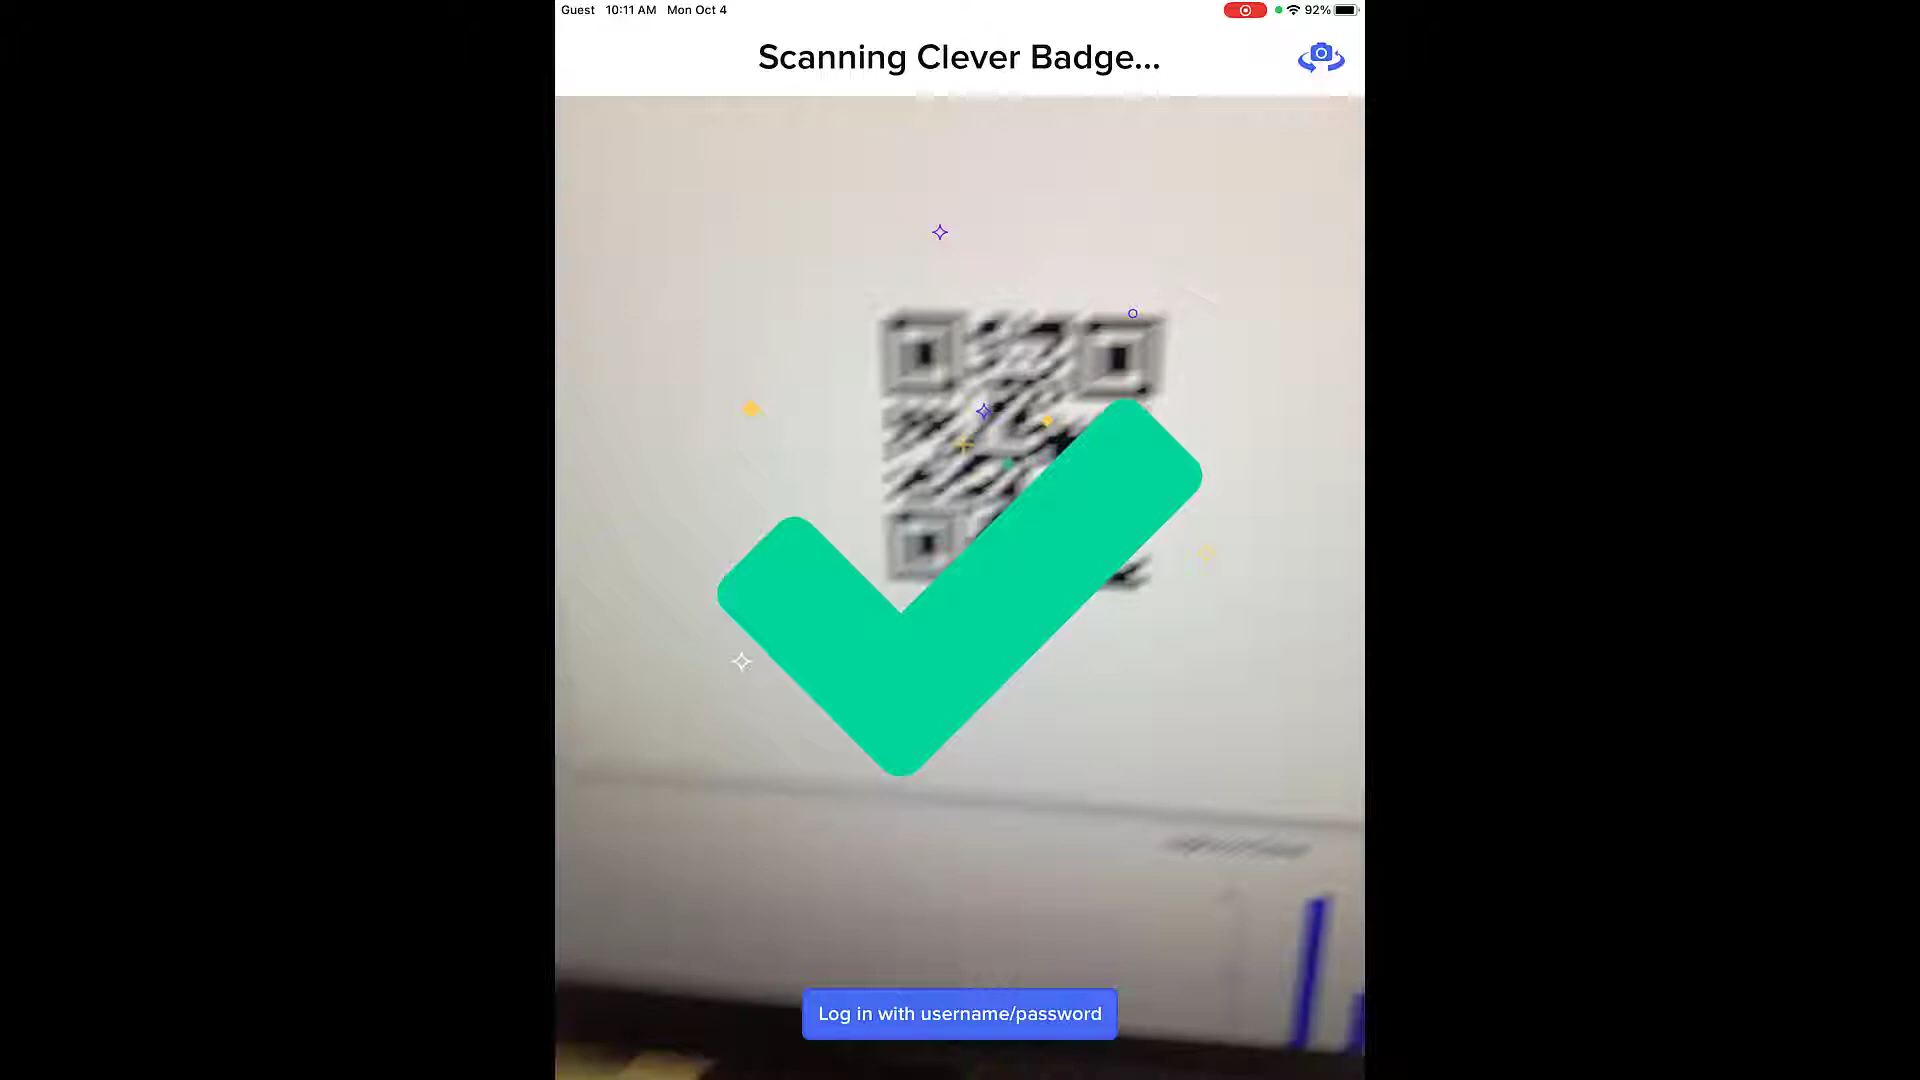 Guest 10:11 AM Mon Oct 4
92%
Scanning Clever Badge...
Log in with username/password